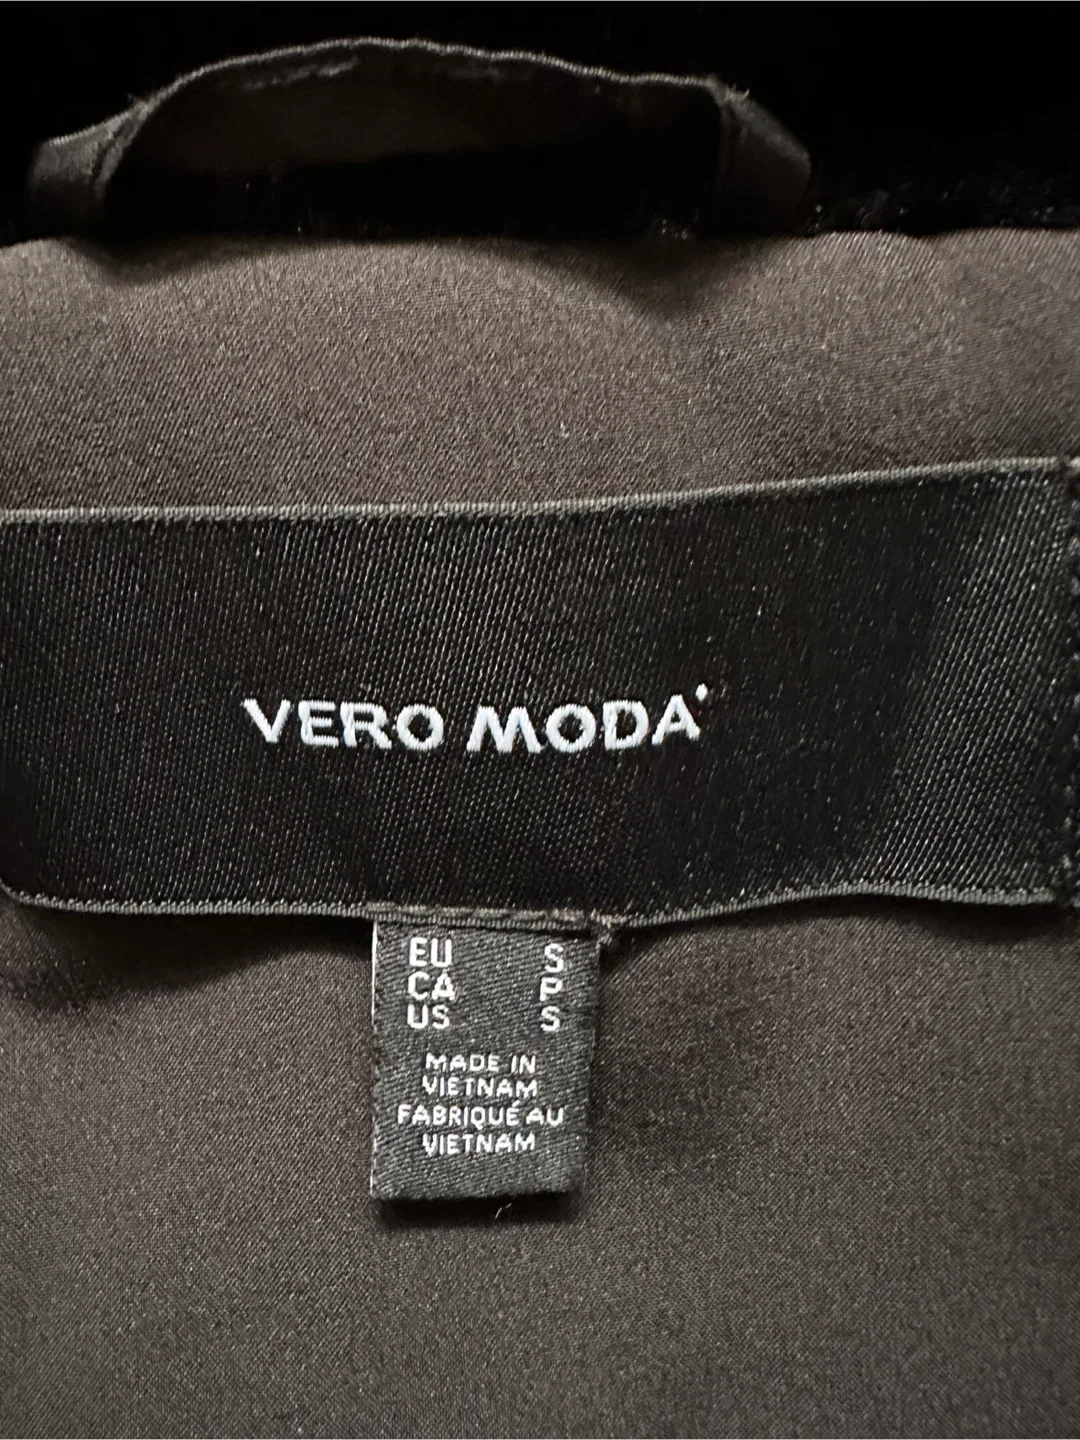 VERO MODA
EU S
CA P
US S
MADE IN
VIETNAM
FABRIQUÉ AU
VIETNAM